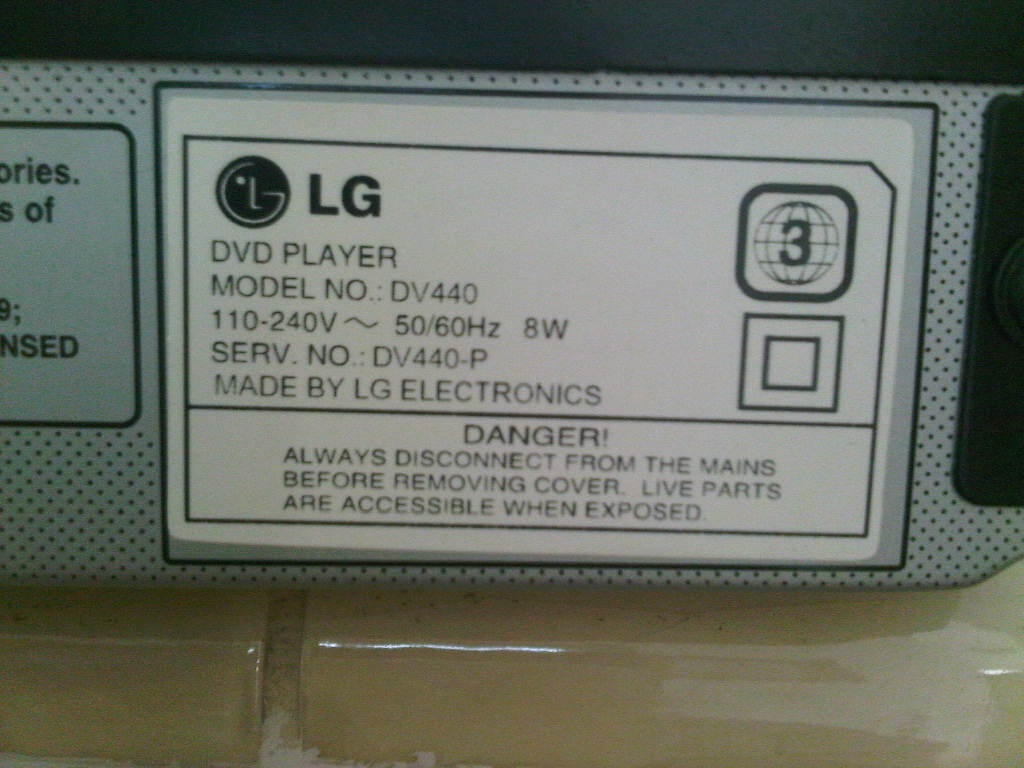 ories.
s of
9;
NSED
LG
DVD PLAYER
MODEL NO.: DV440
110-240V ～ 50/60Hz 8W
SERV. NO.: DV440-P
MADE BY LG ELECTRONICS
3
DANGER!
ALWAYS DISCONNECT FROM THE MAINS
BEFORE REMOVING COVER. LIVE PARTS
ARE ACCESSIBLE WHEN EXPOSED.